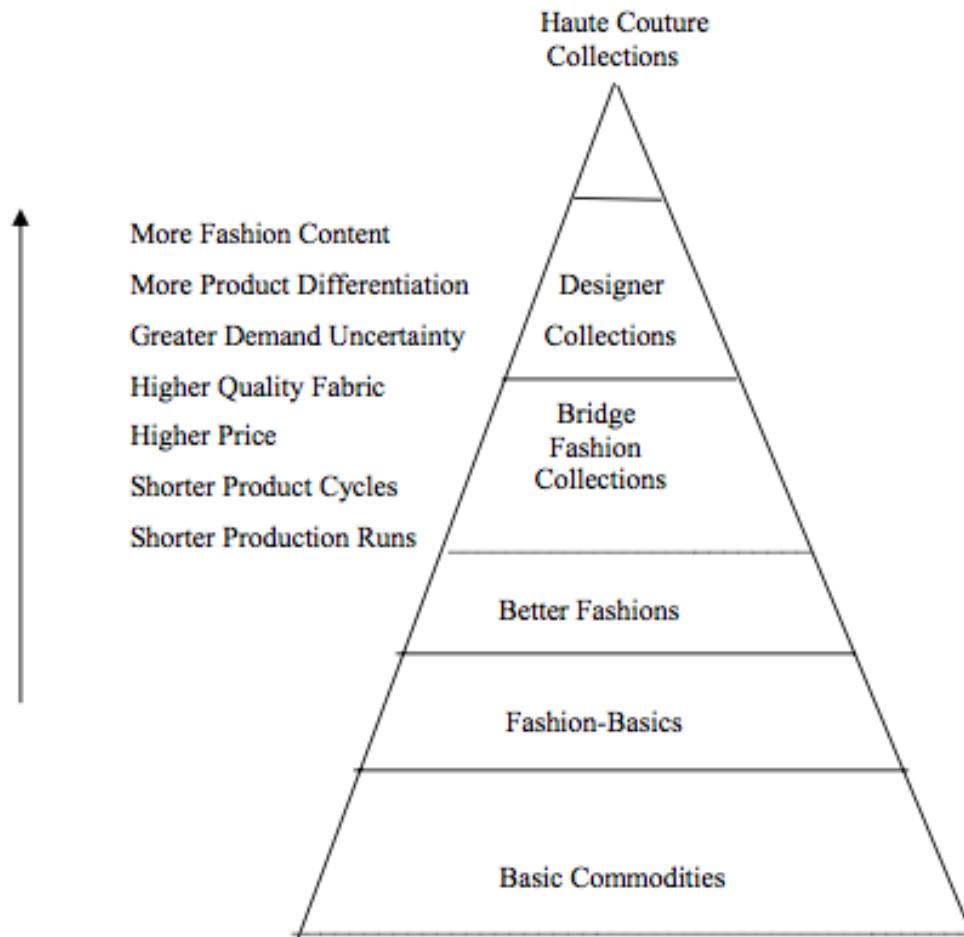 Haute Couture
Collections
More Fashion Content
More Product Differentiation
Greater Demand Uncertainty
Higher Quality Fabric
Higher Price
Shorter Product Cycles
Shorter Production Runs
Designer
Collections
Bridge
Fashion
Collections
Better Fashions
Fashion-Basics
Basic Commodities